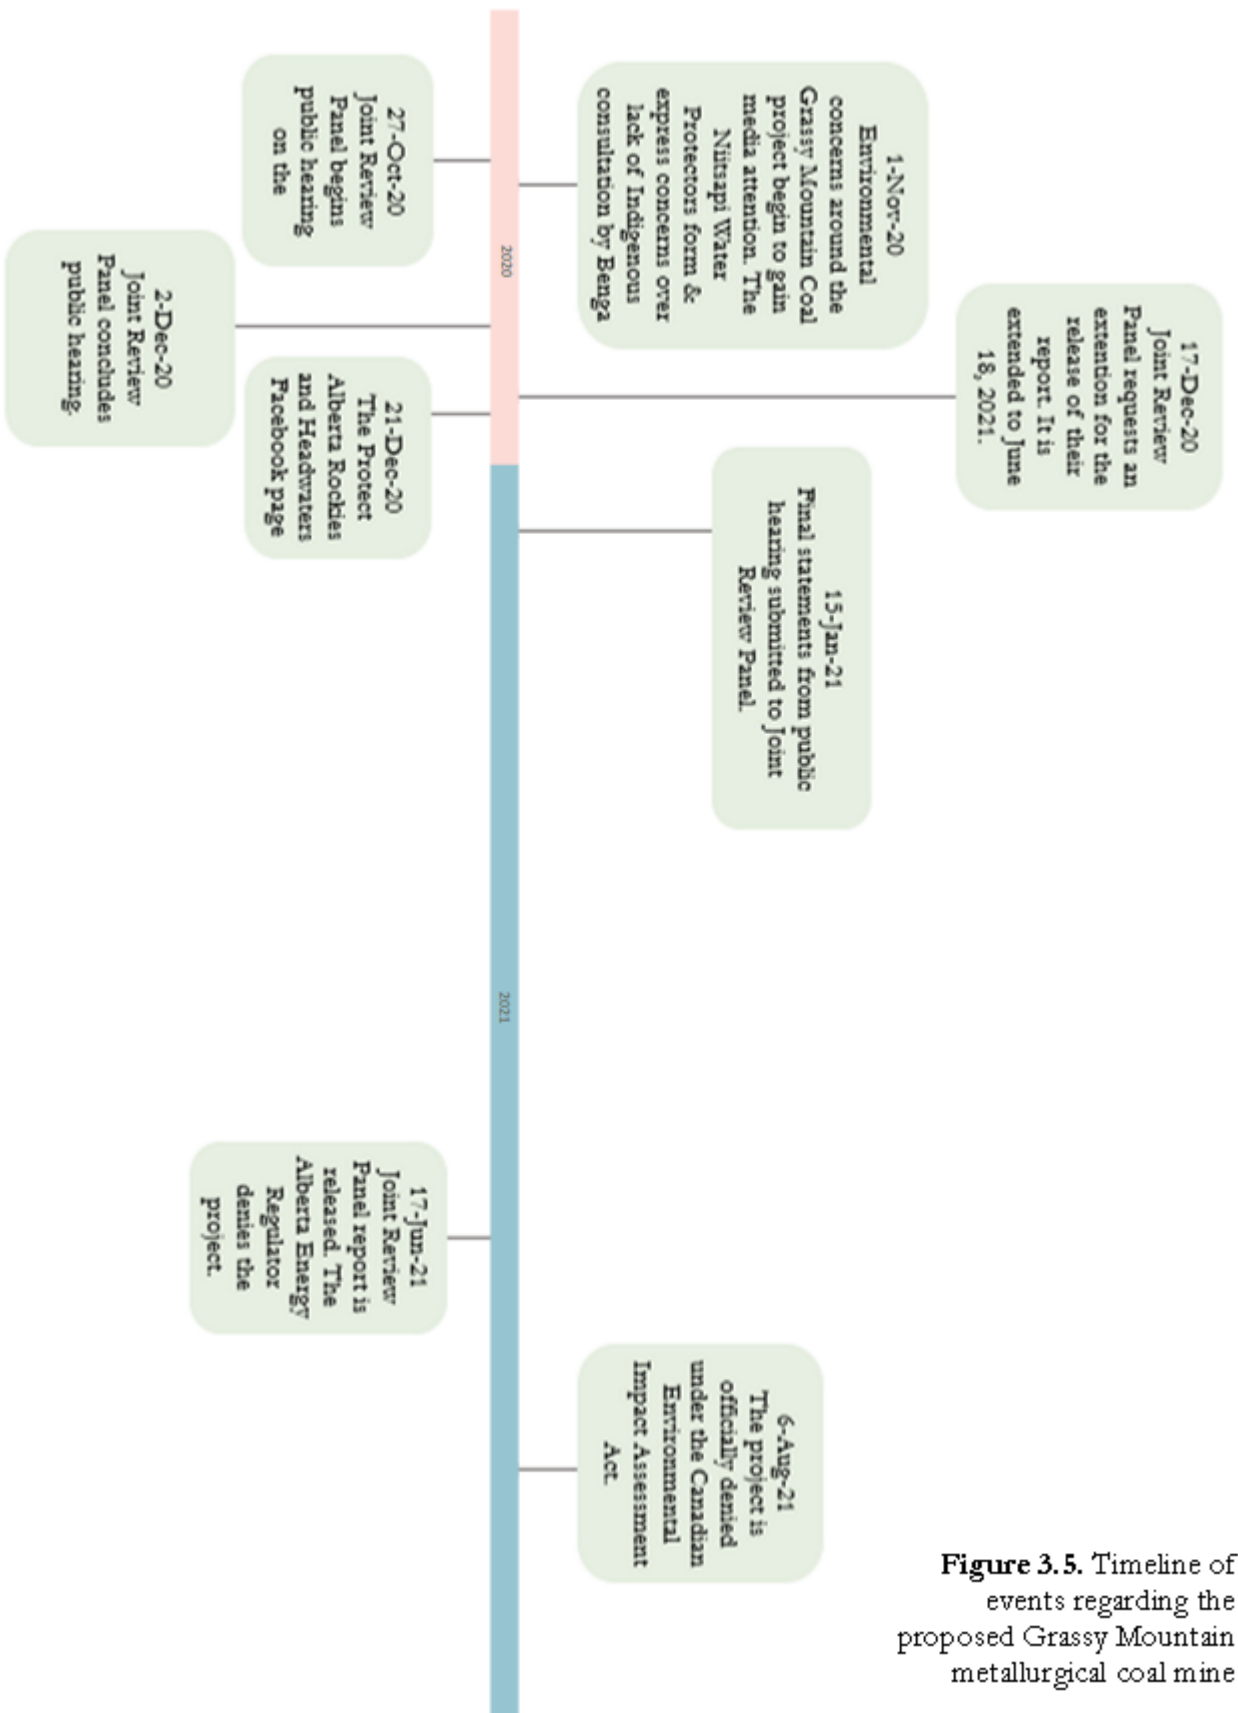 27-Oct-20
Joint Review
Panel begins
public hearing
on the
1-Nov-20
Environmental
concerns around the
Grassy Mountain Coal
project begin to gain
media attention. The
Niitsapi Water
Protectors form &
express concerns over
lack of Indigenous
consultation by Benga
2-Dec-20
Joint Review
Panel concludes
public hearing.
17-Dec-20
Joint Review
Panel requests an
extention for the
release of their
report. It is
extended to June
18, 2021.
21-Dec-20
The Protect
Alberta Rockies
and Headwaters
Facebook page
15-Jan-21
Final statements from public
hearing submitted to Joint
Review Panel.
2020
2021
17-Jun-21
Joint Review
Panel report is
released. The
Alberta Energy
Regulator
denies the
project.
6-Aug-21
The project is
officially denied
under the Canadian
Environmental
Impact Assessment
Act.
Figure 3.5. Timeline of
events regarding the
proposed Grassy Mountain
metallurgical coal mine